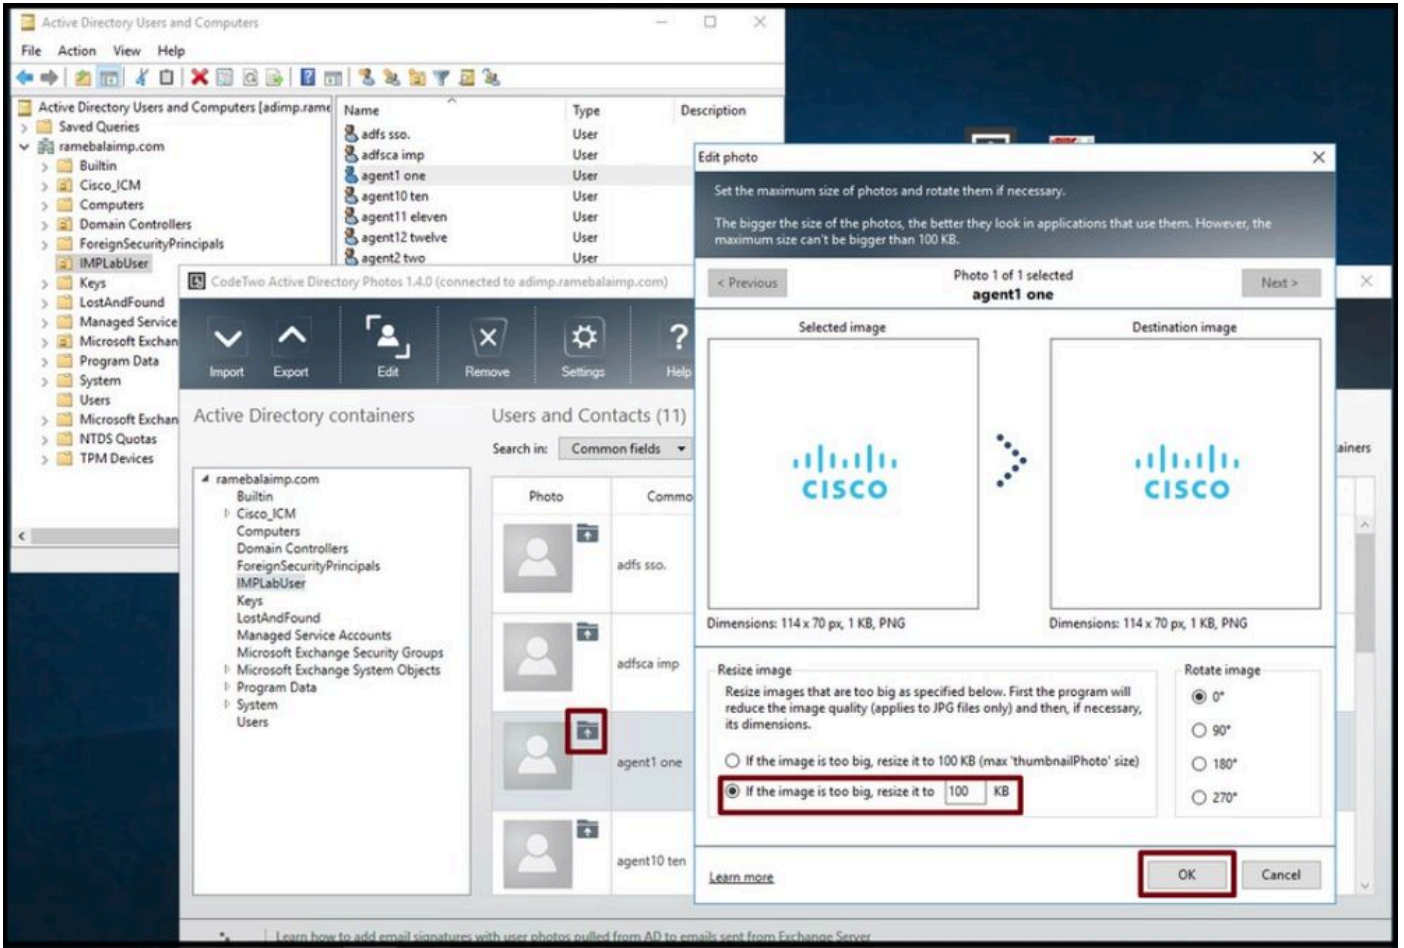 Active Directory Users and Computers
File Action View Help
Active Directory Users and Computers [adimp.rame
Saved Queries
ramebalaimp.com
Builtin
Cisco_ICM
Computers
Domain Controllers
ForeignSecurityPrincipals
IMPLabUser
Keys
LostAndFound
Managed Service
Microsoft Exchan
Program Data
System
Users
Microsoft Exchan
NTDS Quotas
TPM Devices
Name Type Description
adfs sso. User
adfsca imp User
agent1 one User
agent10 ten User
agent11 eleven User
agent12 twelve User
agent2 two User
CodeTwo Active Directory Photos 1.4.0 (connected to adimp.ramebalaimp.com)
Import Export Edit Remove Settings Help
Active Directory containers
ramebalaimp.com
Builtin
Cisco_ICM
Computers
Domain Controllers
ForeignSecurityPrincipals
IMPLabUser
Keys
LostAndFound
Managed Service Accounts
Microsoft Exchange Security Groups
Microsoft Exchange System Objects
Program Data
System
Users
Users and Contacts (11)
Search in: Common fields
ainers
Photo Commo
adfs sso.
adfsca imp
agent1 one
agent10 ten
Learn how to add email signatures with user photos pulled from AD to emails sent from Exchange Server
Edit photo
Set the maximum size of photos and rotate them if necessary.
The bigger the size of the photos, the better they look in applications that use them. However, the
maximum size can't be bigger than 100 KB.
< Previous
Photo 1 of 1 selected
agent1 one
Next >
Selected image Destination image
CISCO CISCO
Dimensions: 114 x 70 px, 1 KB, PNG Dimensions: 114 x 70 px, 1 KB, PNG
Resize image
Resize images that are too big as specified below. First the program will
reduce the image quality (applies to JPG files only) and then, if necessary,
its dimensions.
If the image is too big, resize it to 100 KB (max 'thumbnailPhoto' size)
If the image is too big, resize it to 100 KB
Rotate image
0°
90°
180°
270°
Learn more
OK Cancel